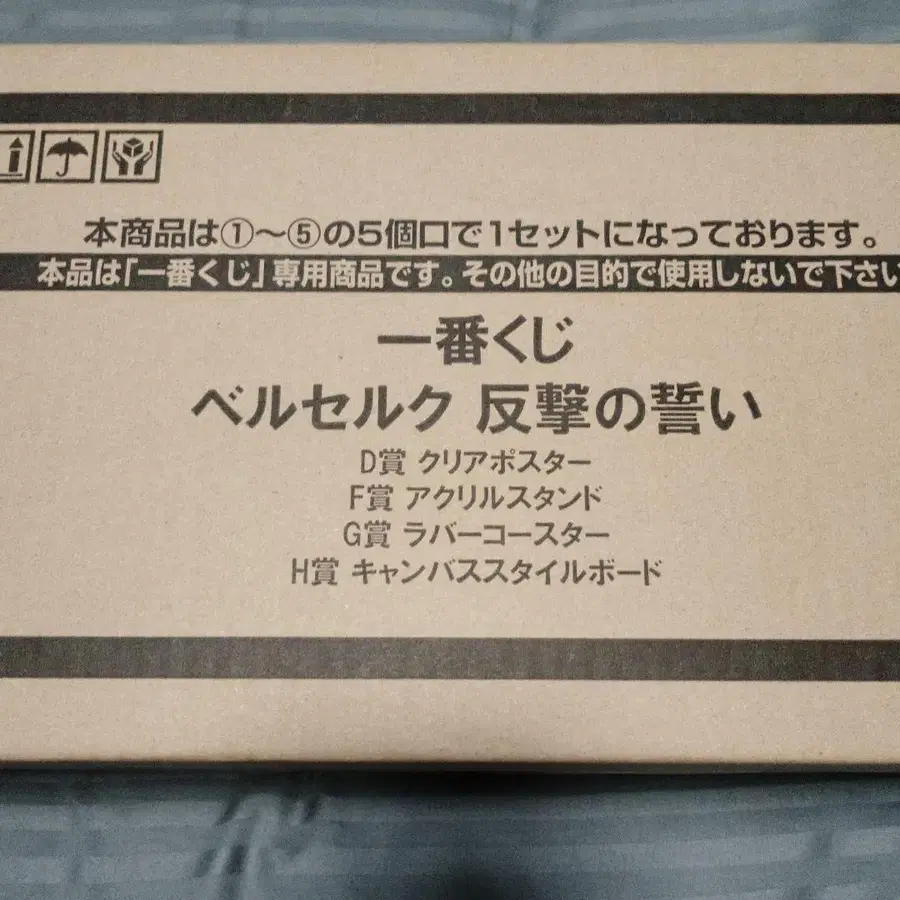 本商品は①～⑤の5個口で1セットになっております。
本品は「一番くじ」専用商品です。その他の目的で使用しないで下さい
一番くじ
ベルセルク 反撃の誓い
D賞 クリアポスター
F賞 アクリルスタンド
G賞 ラバーコースター
H賞 キャンバススタイルボード